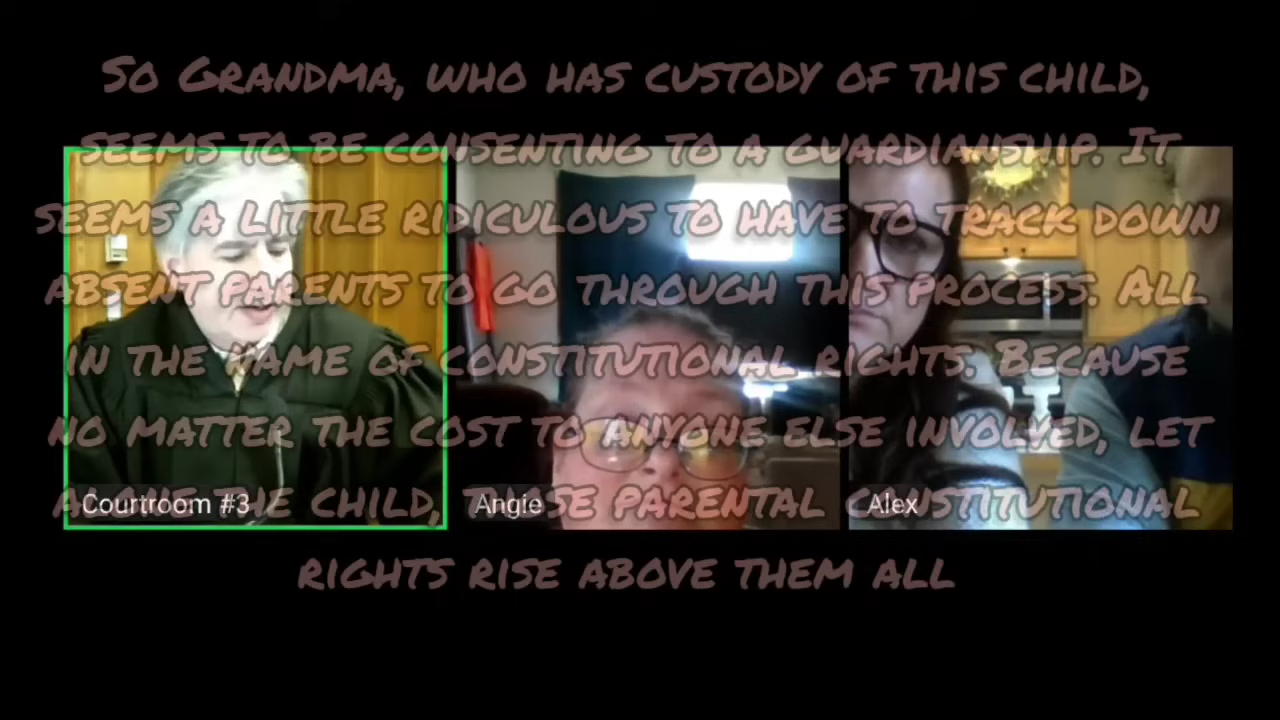 So Grandma, who has custody of this child,
seems to be consenting to a guardianship. It
seems a little ridiculous to have to track down
absent parents to go through this process. All
in the name of constitutional rights. Because
no matter the cost to anyone else involved, let
alone the child, those parental constitutional
rights rise above them all
Courtroom #3
Angie
Alex